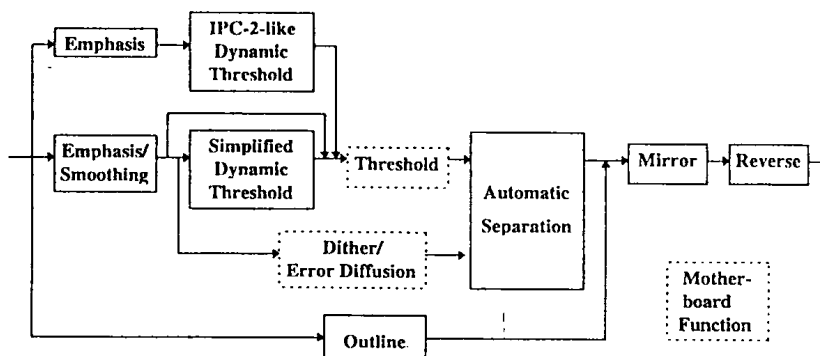 Emphasis
IPC-2-like
Dynamic
Threshold
Emphasis/
Smoothing
Simplified
Dynamic
Threshold
Threshold
Automatic
Separation
Mirror
Reverse
Dither/
Error Diffusion
Outline
Mother-
board
Function